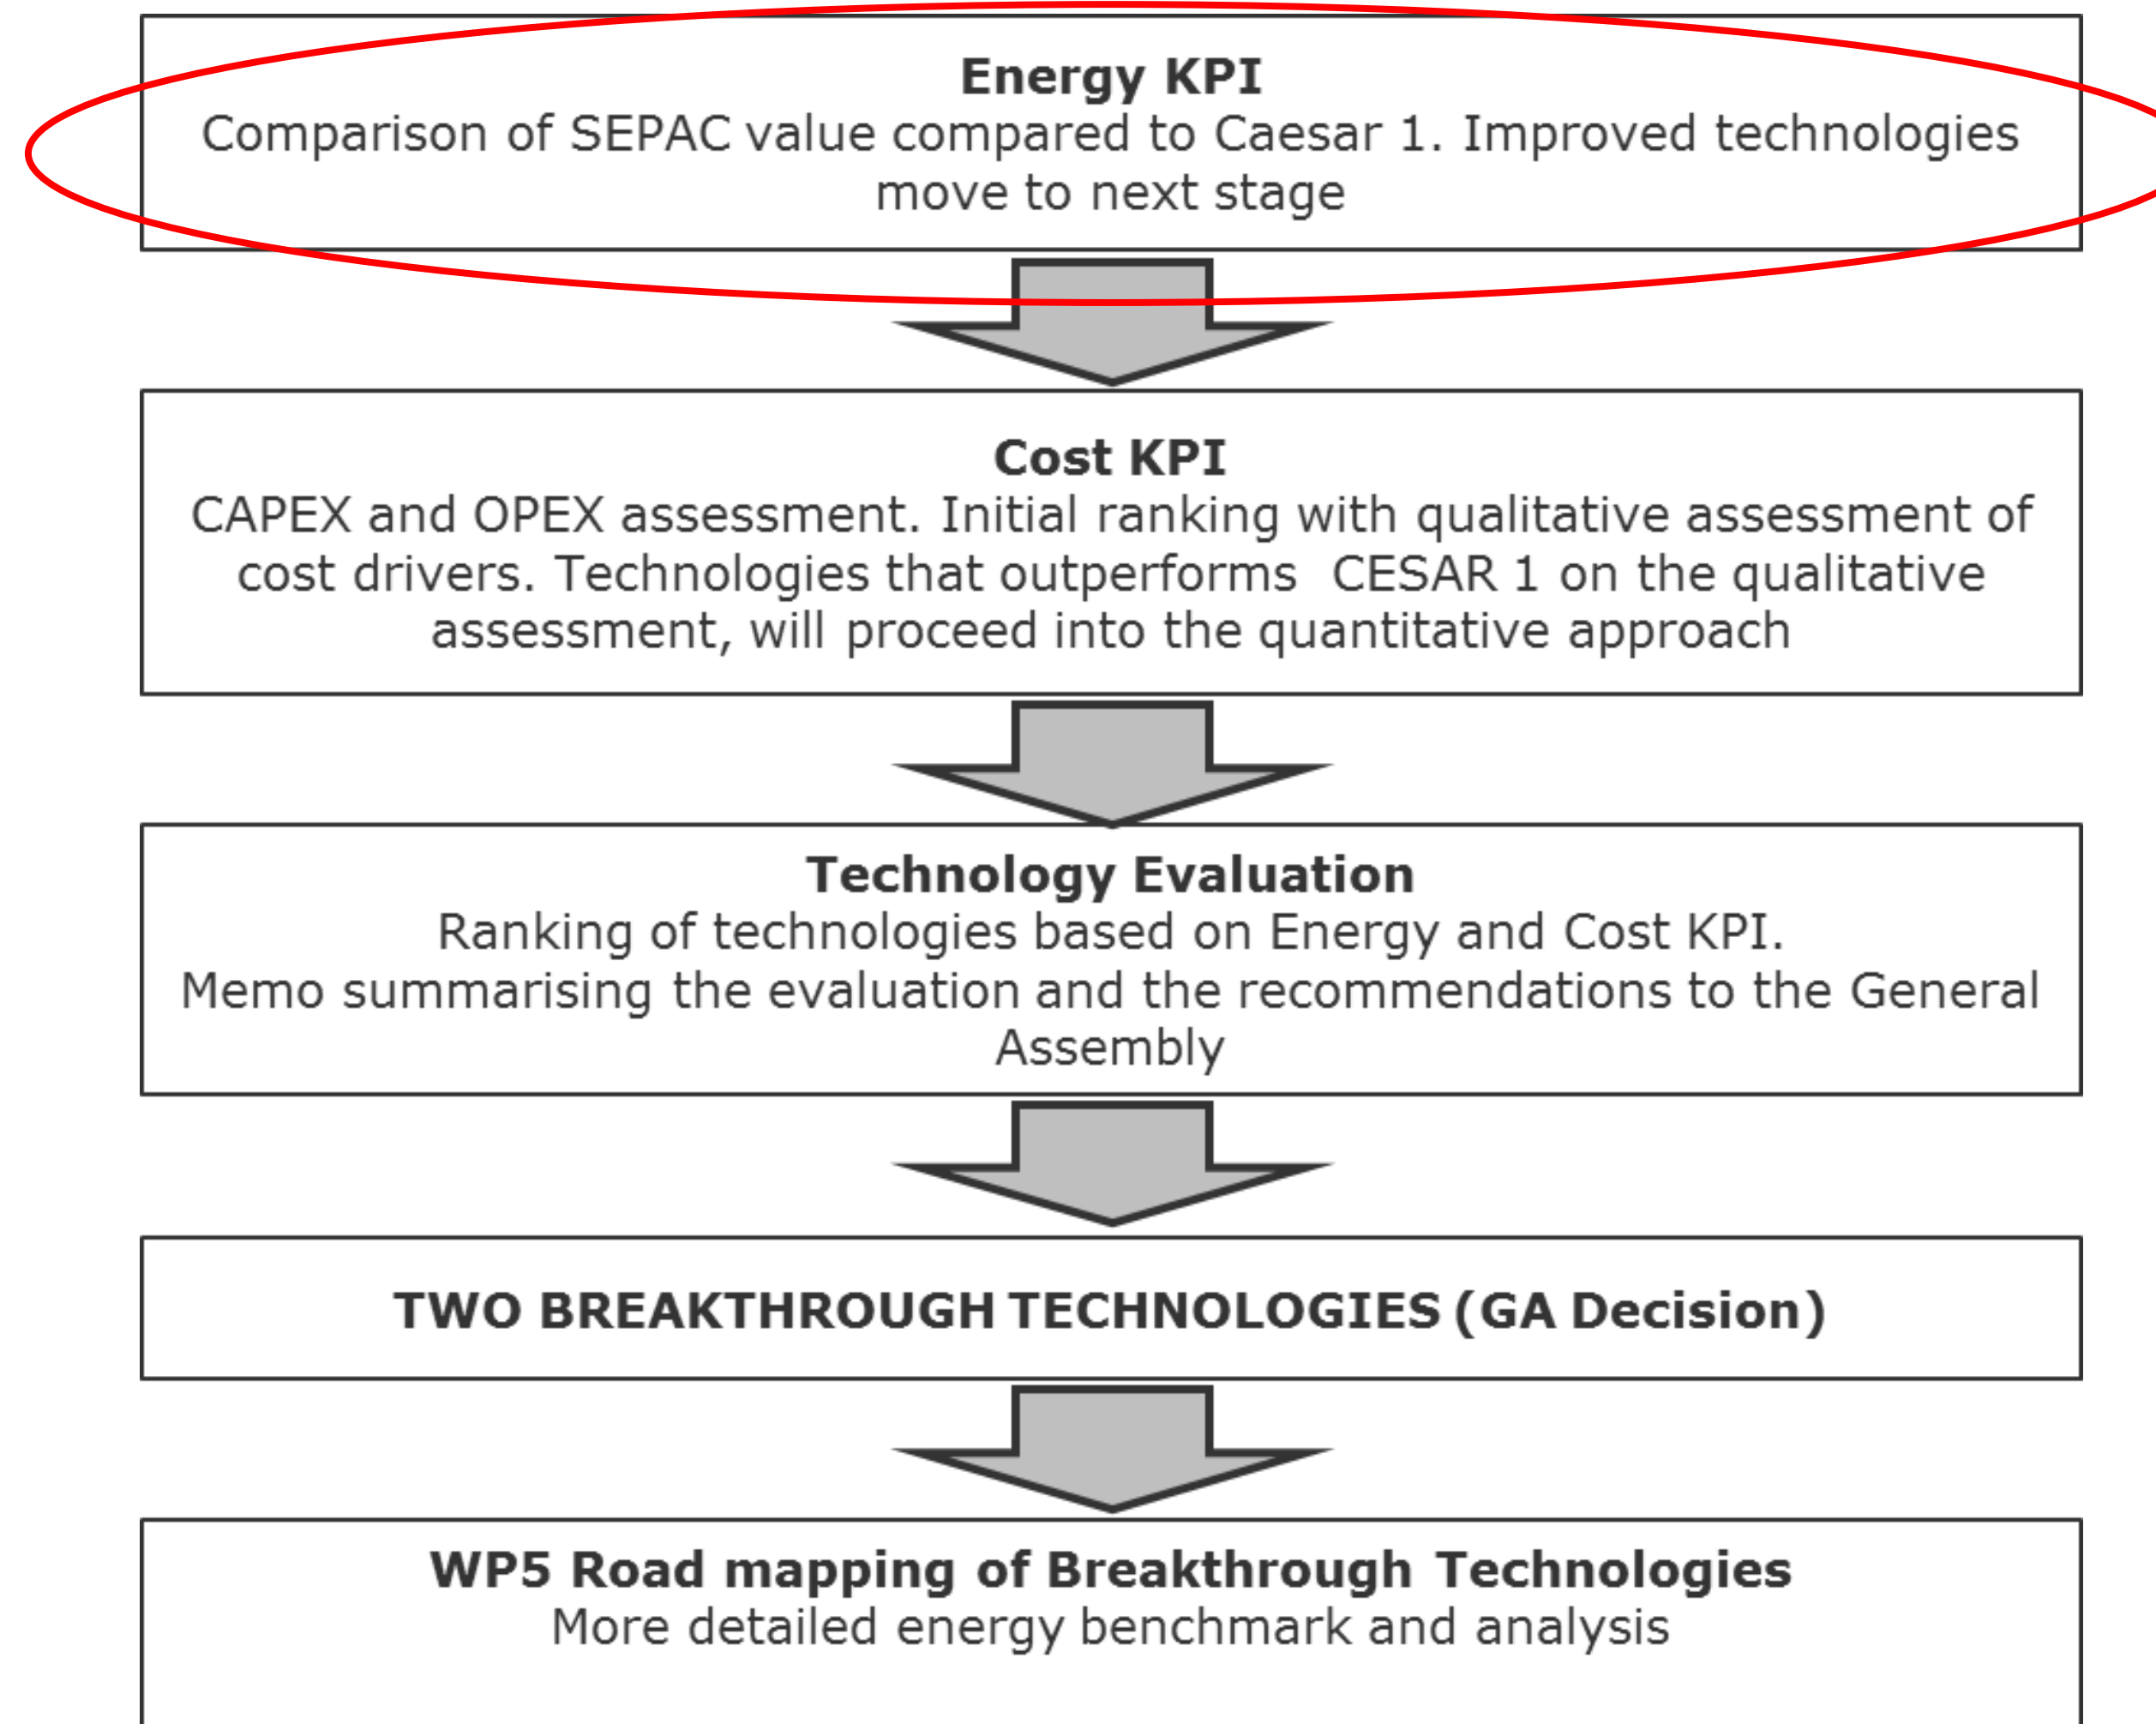 Energy KPI
Comparison of SEPAC value compared to Caesar 1. Improved technologies
move to next stage
Cost KPI
CAPEX and OPEX assessment. Initial ranking with qualitative assessment of
cost drivers. Technologies that outperforms CESAR 1 on the qualitative
assessment, will proceed into the quantitative approach
Technology Evaluation
Ranking of technologies based on Energy and Cost KPI.
Memo summarising the evaluation and the recommendations to the General
Assembly
TWO BREAKTHROUGH TECHNOLOGIES (GA Decision)
WP5 Road mapping of Breakthrough Technologies
More detailed energy benchmark and analysis